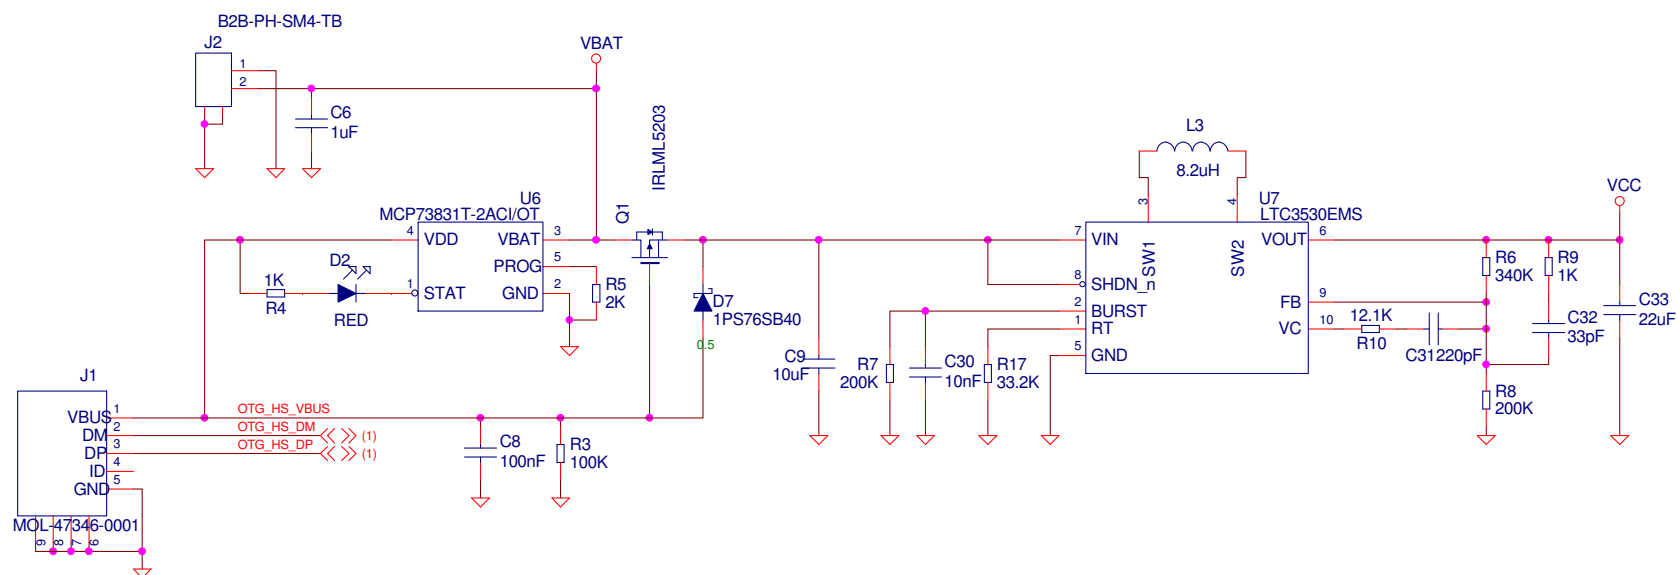 B2B-PH-SM4-TB
J2
1
2
VBAT
C6
1uF
IRLML5203
Q1
U6
MCP73831T-2ACI/OT
4
VDD
VBAT
3
PROG
5
GND
2
1
STAT
D2
RED
1K
R4
R5
2K
D7
1PS76SB40
0.5
J1
VBUS
1
DM
2
DP
3
ID
4
GND
5
MOL-47346-0001
9
8
7
6
OTG_HS_VBUS
OTG_HS_DM
(1)
OTG_HS_DP
(1)
C8
100nF
R3
100K
L3
8.2uH
3
4
U7
LTC3530EMS
7
VIN
SW1
SW2
VOUT
6
8
SHDN_n
2
BURST
1
RT
5
GND
FB
9
VC
10
C9
10uF
R7
200K
C30
10nF
R17
33.2K
12.1K
R10
C31
220pF
R6
340K
R9
1K
C32
33pF
R8
200K
VCC
C33
22uF